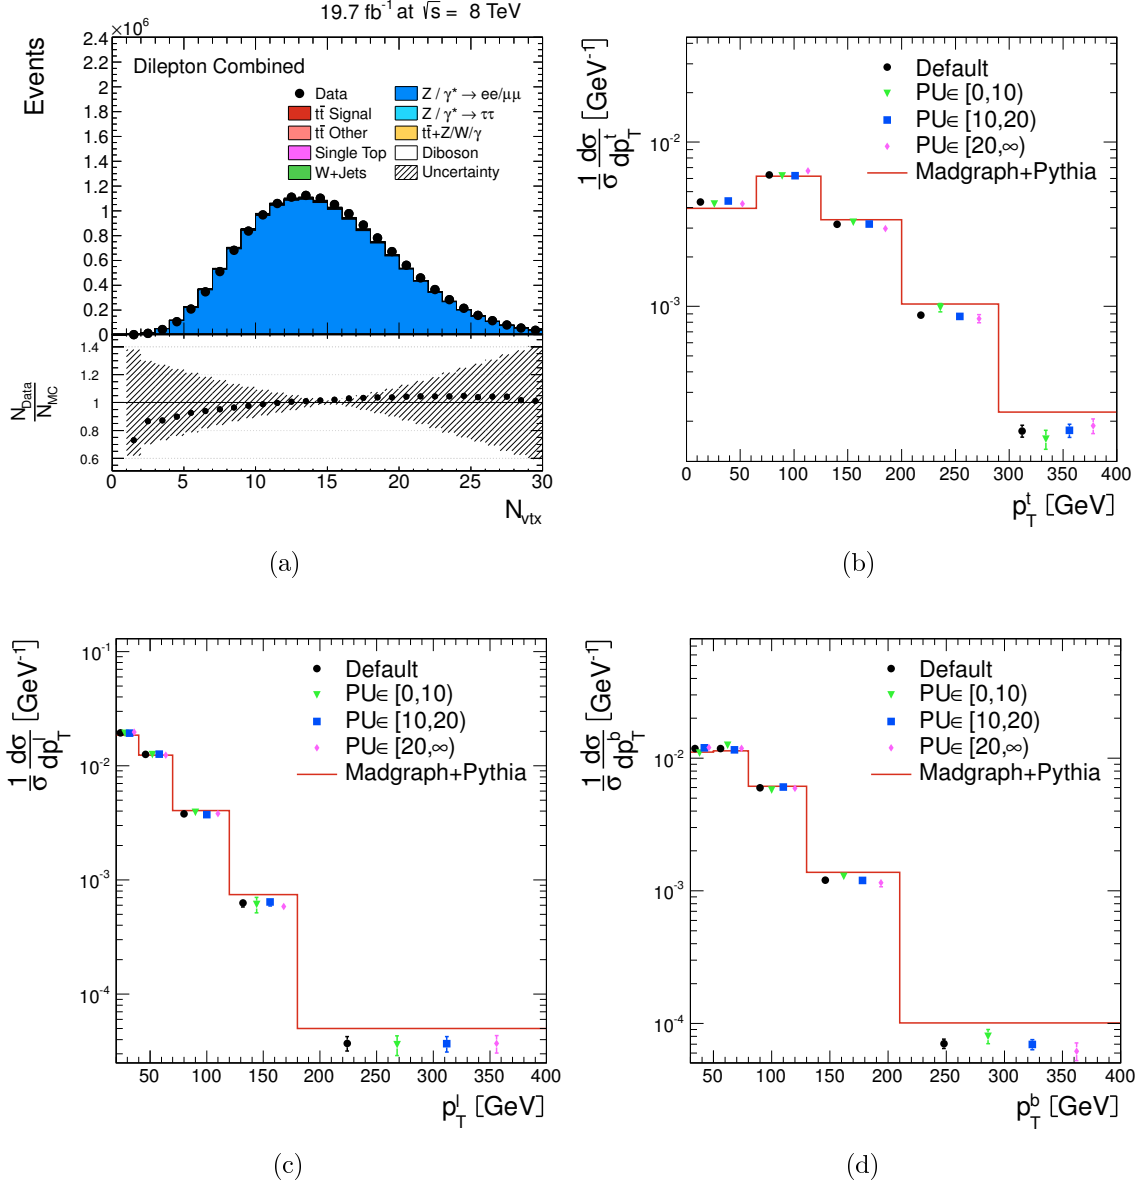 19.7 fb⁻¹ at √s = 8 TeV
×10⁶
Events
2.4
2.2
2
1.8
1.6
1.4
1.2
1
0.8
0.6
0.4
0.2
0
Dilepton Combined
Data
tt̄ Signal
tt̄ Other
Single Top
W+Jets
Z / γ* → ee/μμ
Z / γ* → ττ
tt̄+Z/W/γ
Diboson
Uncertainty
N_Data/N_MC
1.4
1.2
1
0.8
0.6
0 5 10 15 20 25 30
N_vtx
(a)
1/σ dσ/dp_T^t [GeV⁻¹]
10⁻²
10⁻³
Default
PU∈ [0,10)
PU∈ [10,20)
PU∈ [20,∞)
Madgraph+Pythia
0 50 100 150 200 250 300 350 400
p_T^t [GeV]
(b)
1/σ dσ/dp_T^l [GeV⁻¹]
10⁻¹
10⁻²
10⁻³
10⁻⁴
Default
PU∈ [0,10)
PU∈ [10,20)
PU∈ [20,∞)
Madgraph+Pythia
50 100 150 200 250 300 350 400
p_T^l [GeV]
(c)
1/σ dσ/dp_T^b [GeV⁻¹]
10⁻¹
10⁻²
10⁻³
10⁻⁴
Default
PU∈ [0,10)
PU∈ [10,20)
PU∈ [20,∞)
Madgraph+Pythia
50 100 150 200 250 300 350 400
p_T^b [GeV]
(d)